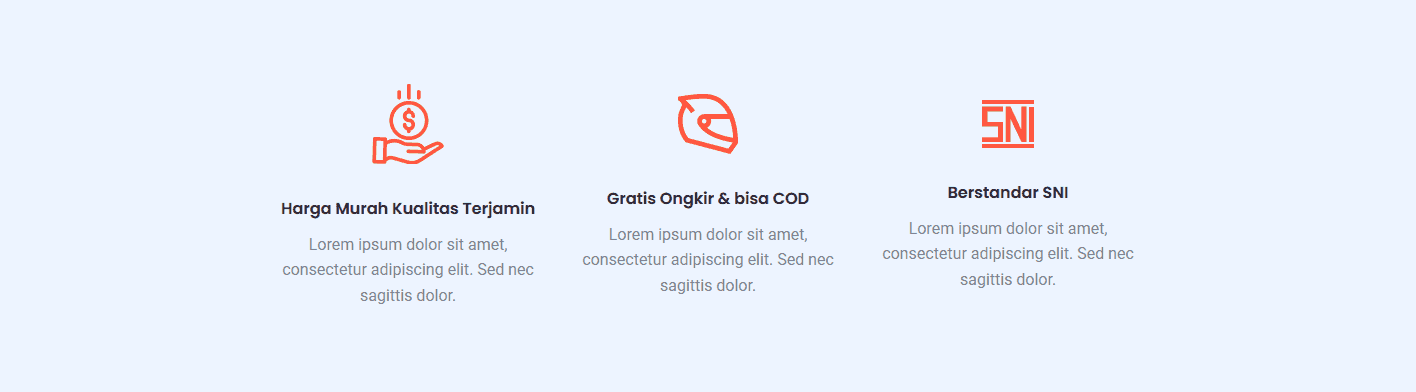 SNI
Harga Murah Kualitas Terjamin
Lorem ipsum dolor sit amet,
consectetur adipiscing elit. Sed nec
sagittis dolor.
Gratis Ongkir & bisa COD
Lorem ipsum dolor sit amet,
consectetur adipiscing elit. Sed nec
sagittis dolor.
Berstandar SNI
Lorem ipsum dolor sit amet,
consectetur adipiscing elit. Sed nec
sagittis dolor.